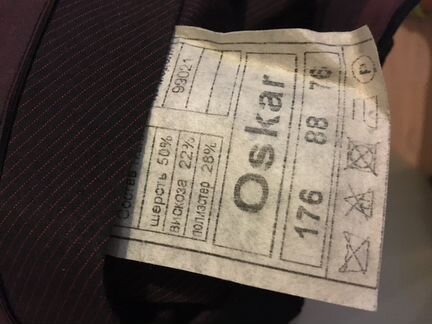 99021
Состав
шерсть 50%
вискоза 22%
полиэстер 28%
Oskar
176 88 76
P